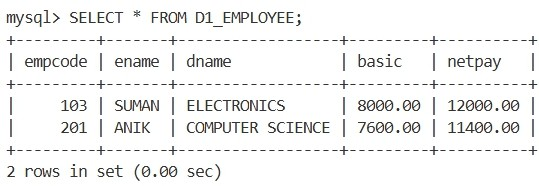 mysql> SELECT * FROM D1_EMPLOYEE;
+---------+-------+------------------+---------+----------+
| empcode | ename | dname            | basic   | netpay   |
+---------+-------+------------------+---------+----------+
|     103 | SUMAN | ELECTRONICS      | 8000.00 | 12000.00 |
|     201 | ANIK  | COMPUTER SCIENCE | 7600.00 | 11400.00 |
+---------+-------+------------------+---------+----------+
2 rows in set (0.00 sec)